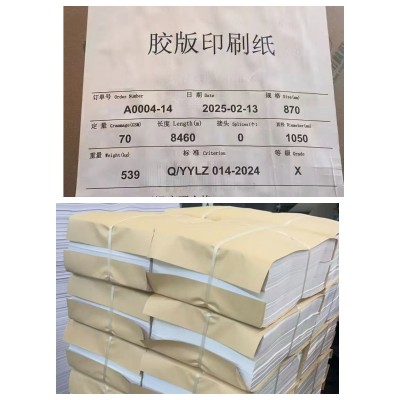 胶版印刷纸
订单号 Order Number 日 期 Date 规 格 Size(mm)
A0004-14 2025-02-13 870
定 量 Grammage(GSM) 长度 Length(m) 接头 Splices(个) 直径 Diameter(mm)
70 8460 0 1050
重量 Weight(kg) 标 准 Criterion 等 级 Grade
539 Q/YYLZ 014-2024 X